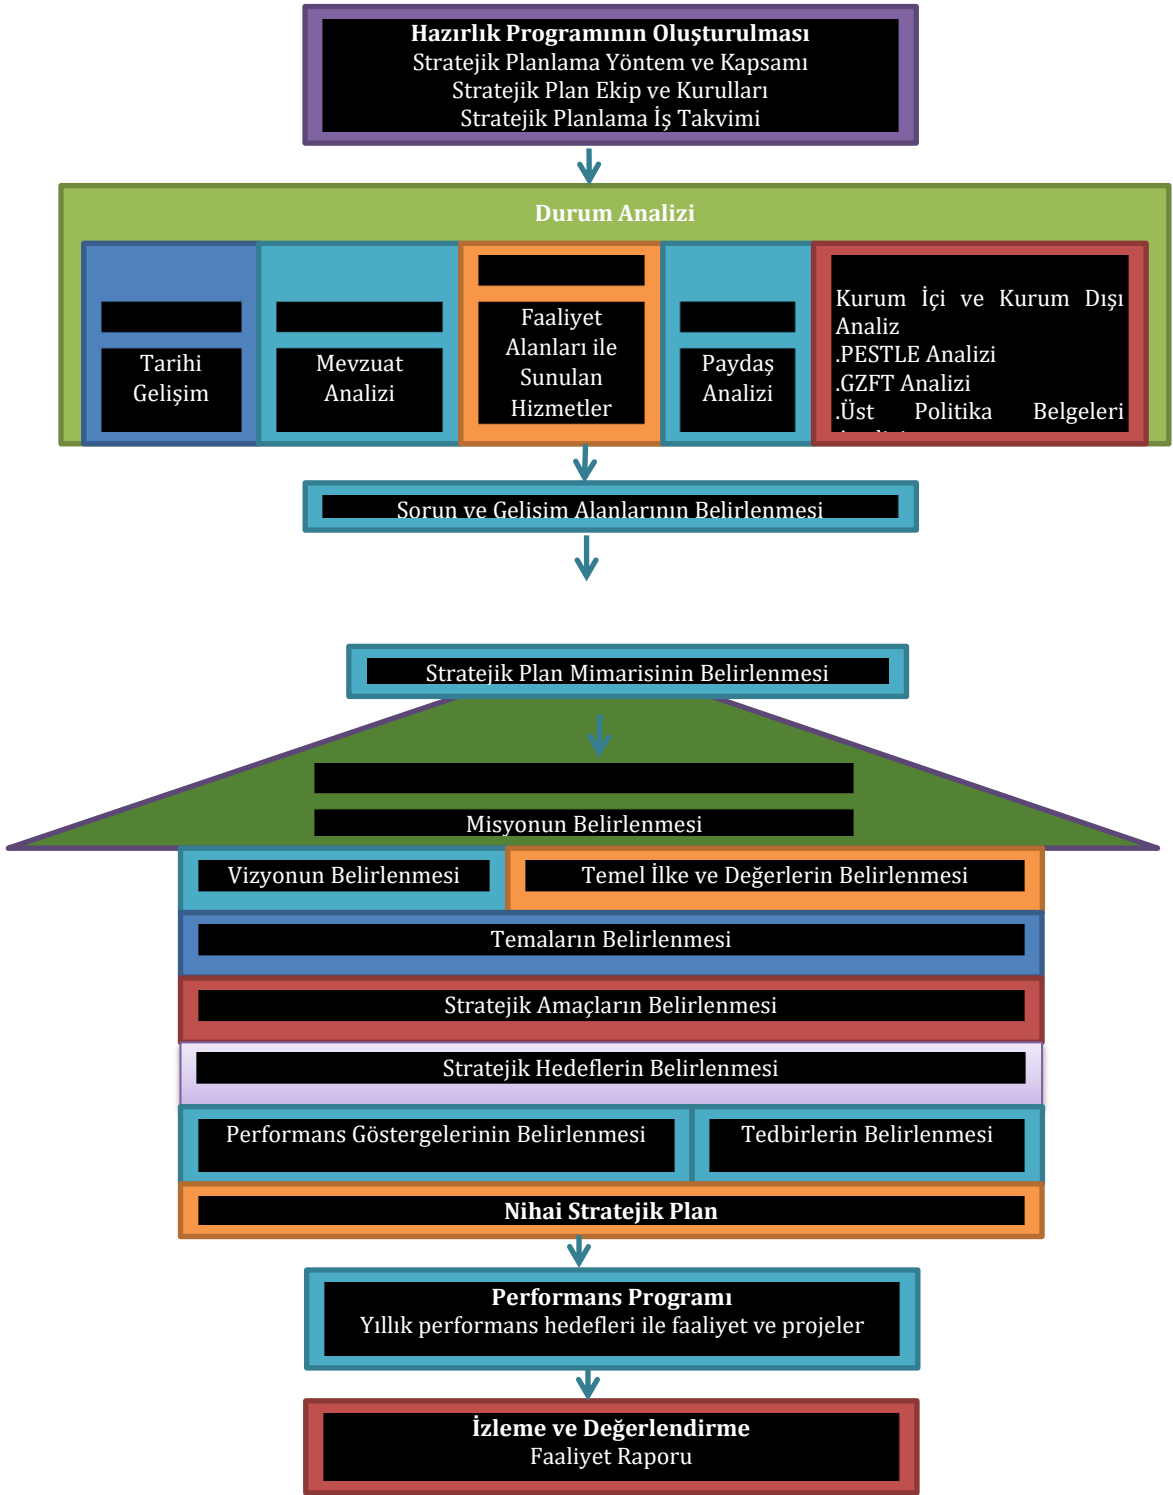 Hazırlık Programının Oluşturulması
Stratejik Planlama Yöntem ve Kapsamı
Stratejik Plan Ekip ve Kurulları
Stratejik Planlama İş Takvimi
Durum Analizi
Tarihi
Gelişim
Mevzuat
Analizi
Faaliyet
Alanları ile
Sunulan
Hizmetler
Paydaş
Analizi
Kurum İçi ve Kurum Dışı
Analiz
.PESTLE Analizi
.GZFT Analizi
.Üst Politika Belgeleri
Sorun ve Gelişim Alanlarının Belirlenmesi
Stratejik Plan Mimarisinin Belirlenmesi
Misyonun Belirlenmesi
Vizyonun Belirlenmesi
Temel İlke ve Değerlerin Belirlenmesi
Temaların Belirlenmesi
Stratejik Amaçların Belirlenmesi
Stratejik Hedeflerin Belirlenmesi
Performans Göstergelerinin Belirlenmesi
Tedbirlerin Belirlenmesi
Nihai Stratejik Plan
Performans Programı
Yıllık performans hedefleri ile faaliyet ve projeler
İzleme ve Değerlendirme
Faaliyet Raporu